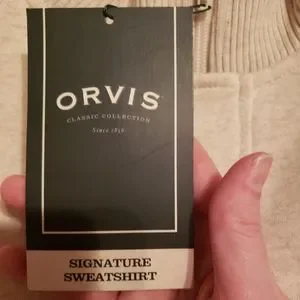 ORVIS
CLASSIC COLLECTION
Since 1856
SIGNATURE
SWEATSHIRT